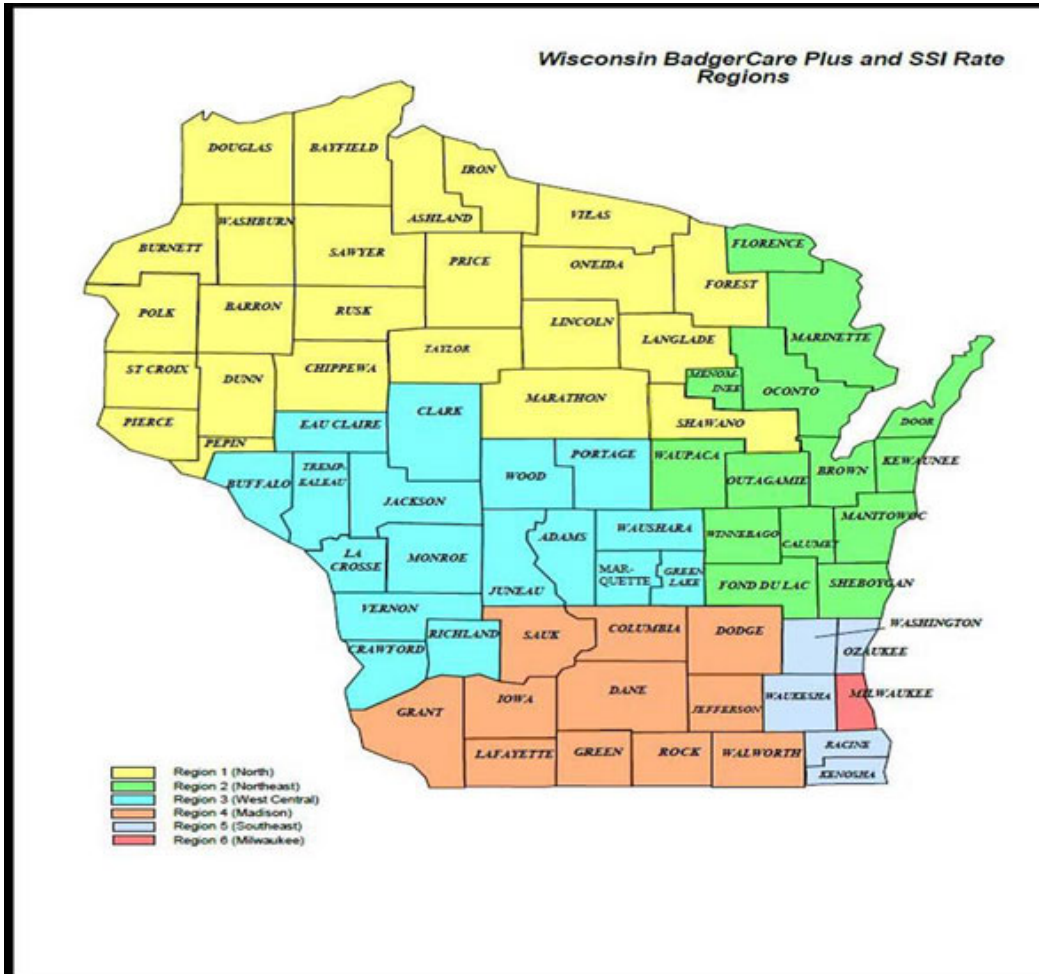 Wisconsin BadgerCare Plus and SSI Rate
Regions
DOUGLAS
BAYFIELD
IRON
ASHLAND
VILAS
WASHBURN
BURNETT
SAWYER
PRICE
ONEIDA
FLORENCE
FOREST
POLK
BARRON
RUSK
LINCOLN
LANGLADE
MARINETTE
TAYLOR
ST CROIX
DUNN
CHIPPEWA
MENOM-
INEE
OCONTO
MARATHON
CLARK
PIERCE
EAU CLAIRE
SHAWANO
DOOR
PEPIN
BUFFALO
TREMP-
EALEAU
JACKSON
WOOD
PORTAGE
WAUPACA
OUTAGAMIE
BROWN
KEWAUNEE
MANITOWOC
LA
CROSSE
MONROE
JUNEAU
ADAMS
WAUSHARA
WINNEBAGO
CALUMET
MAR-
QUETTE
GREEN
LAKE
FOND DU LAC
SHEBOYGAN
VERNON
CRAWFORD
RICHLAND
SAUK
COLUMBIA
DODGE
WASHINGTON
OZAUKEE
GRANT
IOWA
DANE
JEFFERSON
WAUKESHA
MILWAUKEE
LAFAYETTE
GREEN
ROCK
WALWORTH
RACINE
KENOSHA
Region 1 (North)
Region 2 (Northeast)
Region 3 (West Central)
Region 4 (Madison)
Region 5 (Southeast)
Region 6 (Milwaukee)